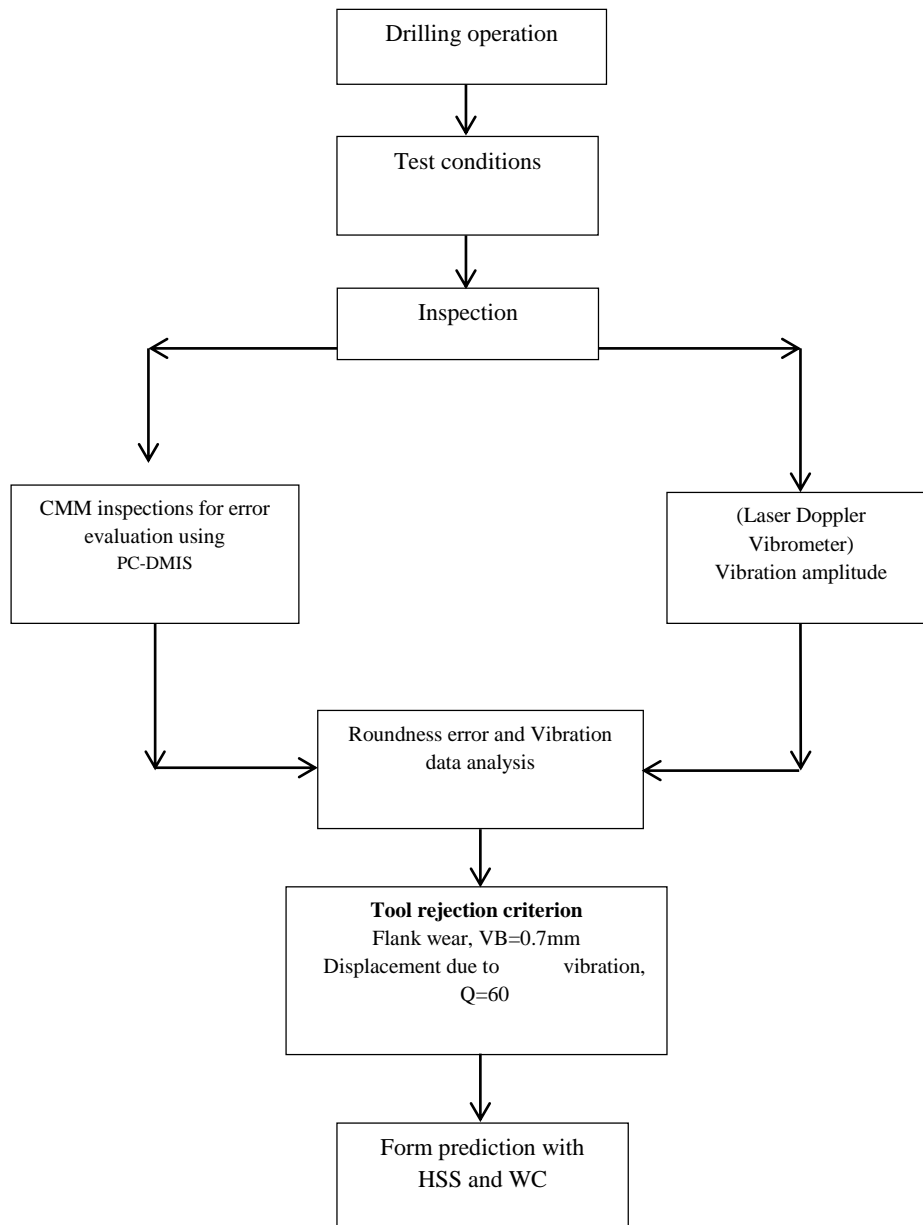 Drilling operation
Test conditions
Inspection
CMM inspections for error
evaluation using
PC-DMIS
(Laser Doppler
Vibrometer)
Vibration amplitude
Roundness error and Vibration
data analysis
Tool rejection criterion
Flank wear, VB=0.7mm
Displacement due to vibration,
Q=60
Form prediction with
HSS and WC